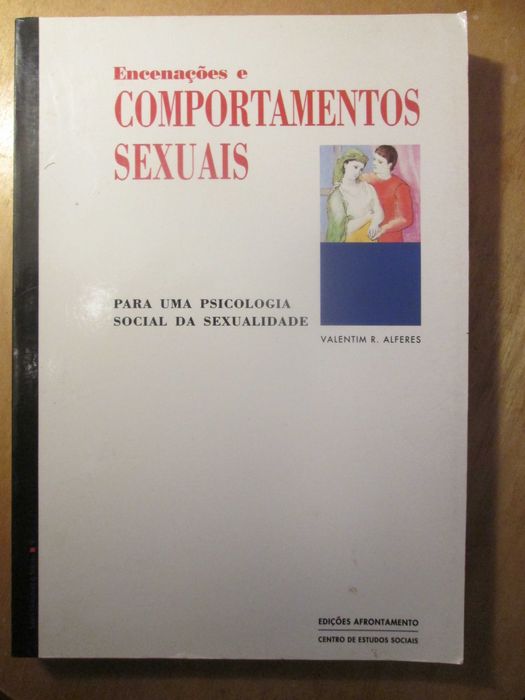 Encenações e
COMPORTAMENTOS
SEXUAIS
PARA UMA PSICOLOGIA
SOCIAL DA SEXUALIDADE
VALENTIM R. ALFERES
EDIÇÕES AFRONTAMENTO
CENTRO DE ESTUDOS SOCIAIS